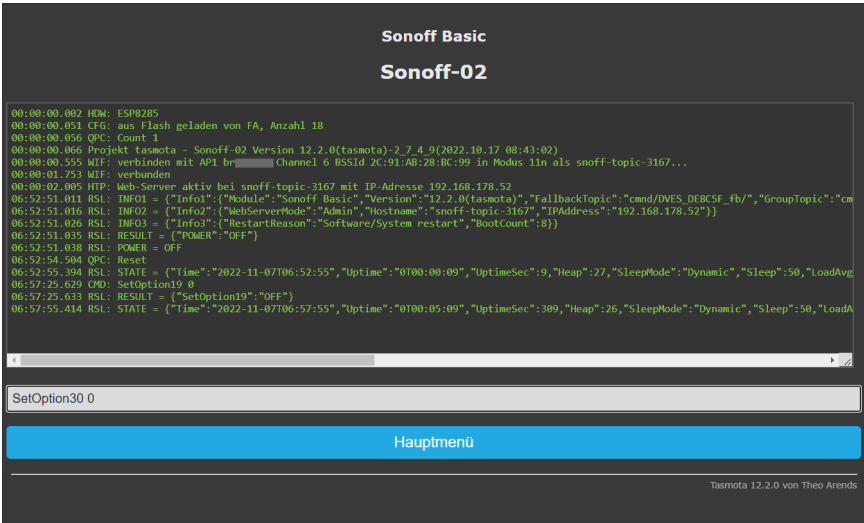 Sonoff Basic
Sonoff-02
00:00:00.002 HDW: ESP8285
00:00:00.051 CFG: aus Flash geladen von FA, Anzahl 18
00:00:00.056 QPC: Count 1
00:00:00.066 Projekt tasmota - Sonoff-02 Version 12.2.0(tasmota)-2_7_4_9(2022.10.17 08:43:02)
00:00:00.555 WIF: verbinden mit AP1 br Channel 6 BSSId 2C:91:AB:28:BC:99 in Modus 11n als snoff-topic-3167...
00:00:01.753 WIF: verbunden
00:00:02.005 HTP: Web-Server aktiv bei snoff-topic-3167 mit IP-Adresse 192.168.178.52
06:52:51.011 RSL: INFO1 = {"Info1":{"Module":"Sonoff Basic","Version":"12.2.0(tasmota)","FallbackTopic":"cmnd/DVES_DE8C5F_fb/","GroupTopic":"cm
06:52:51.016 RSL: INFO2 = {"Info2":{"WebServerMode":"Admin","Hostname":"snoff-topic-3167","IPAddress":"192.168.178.52"}}
06:52:51.026 RSL: INFO3 = {"Info3":{"RestartReason":"Software/System restart","BootCount":8}}
06:52:51.035 RSL: RESULT = {"POWER":"OFF"}
06:52:51.038 RSL: POWER = OFF
06:52:54.504 QPC: Reset
06:52:55.394 RSL: STATE = {"Time":"2022-11-07T06:52:55","Uptime":"0T00:00:09","UptimeSec":9,"Heap":27,"SleepMode":"Dynamic","Sleep":50,"LoadAvg
06:57:25.629 CMD: SetOption19 0
06:57:25.633 RSL: RESULT = {"SetOption19":"OFF"}
06:57:55.414 RSL: STATE = {"Time":"2022-11-07T06:57:55","Uptime":"0T00:05:09","UptimeSec":309,"Heap":26,"SleepMode":"Dynamic","Sleep":50,"LoadA
SetOption30 0
Hauptmenü
Tasmota 12.2.0 von Theo Arends